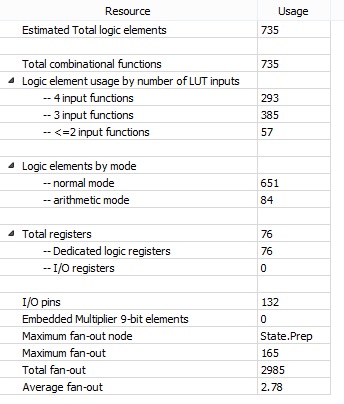 Resource Usage
Estimated Total logic elements 735
Total combinational functions 735
Logic element usage by number of LUT inputs
-- 4 input functions 293
-- 3 input functions 385
-- <=2 input functions 57
Logic elements by mode
-- normal mode 651
-- arithmetic mode 84
Total registers 76
-- Dedicated logic registers 76
-- I/O registers 0
I/O pins 132
Embedded Multiplier 9-bit elements 0
Maximum fan-out node State.Prep
Maximum fan-out 165
Total fan-out 2985
Average fan-out 2.78